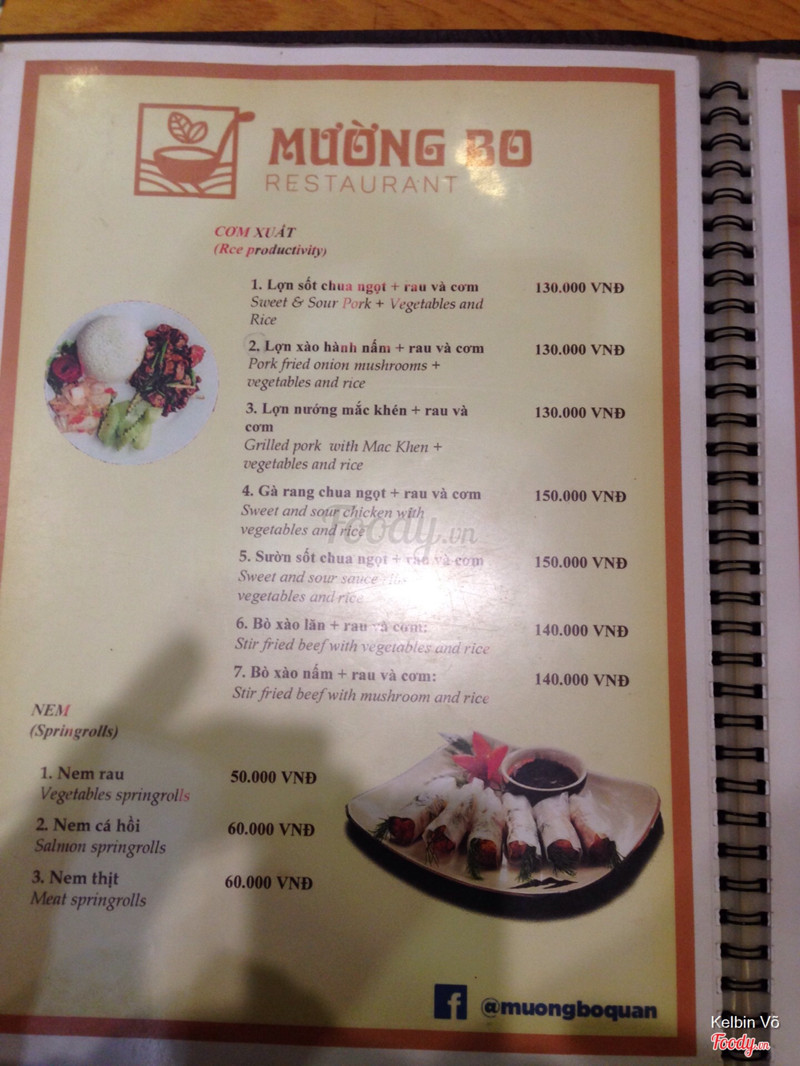 MƯỜNG BO
RESTAURANT
CƠM XUẤT
(Rce productivity)
1. Lợn sốt chua ngọt + rau và cơm 130.000 VNĐ
Sweet & Sour Pork + Vegetables and
Rice
2. Lợn xào hành nấm + rau và cơm 130.000 VNĐ
Pork fried onion mushrooms +
vegetables and rice
3. Lợn nướng mắc khén + rau và 130.000 VNĐ
cơm
Grilled pork with Mac Khen +
vegetables and rice
4. Gà rang chua ngọt + rau và cơm 150.000 VNĐ
Sweet and sour chicken with
vegetables and rice
Foody.vn
5. Sườn sốt chua ngọt + rau và cơm 150.000 VNĐ
Sweet and sour sauce
vegetables and rice
6. Bò xào lăn + rau và cơm: 140.000 VNĐ
Stir fried beef with vegetables and rice
7. Bò xào nấm + rau và cơm: 140.000 VNĐ
Stir fried beef with mushroom and rice
NEM
(Springrolls)
1. Nem rau 50.000 VNĐ
Vegetables springrolls
2. Nem cá hồi 60.000 VNĐ
Salmon springrolls
3. Nem thịt 60.000 VNĐ
Meat springrolls
f @muongboquan
Kelbin Võ
Foody.vn